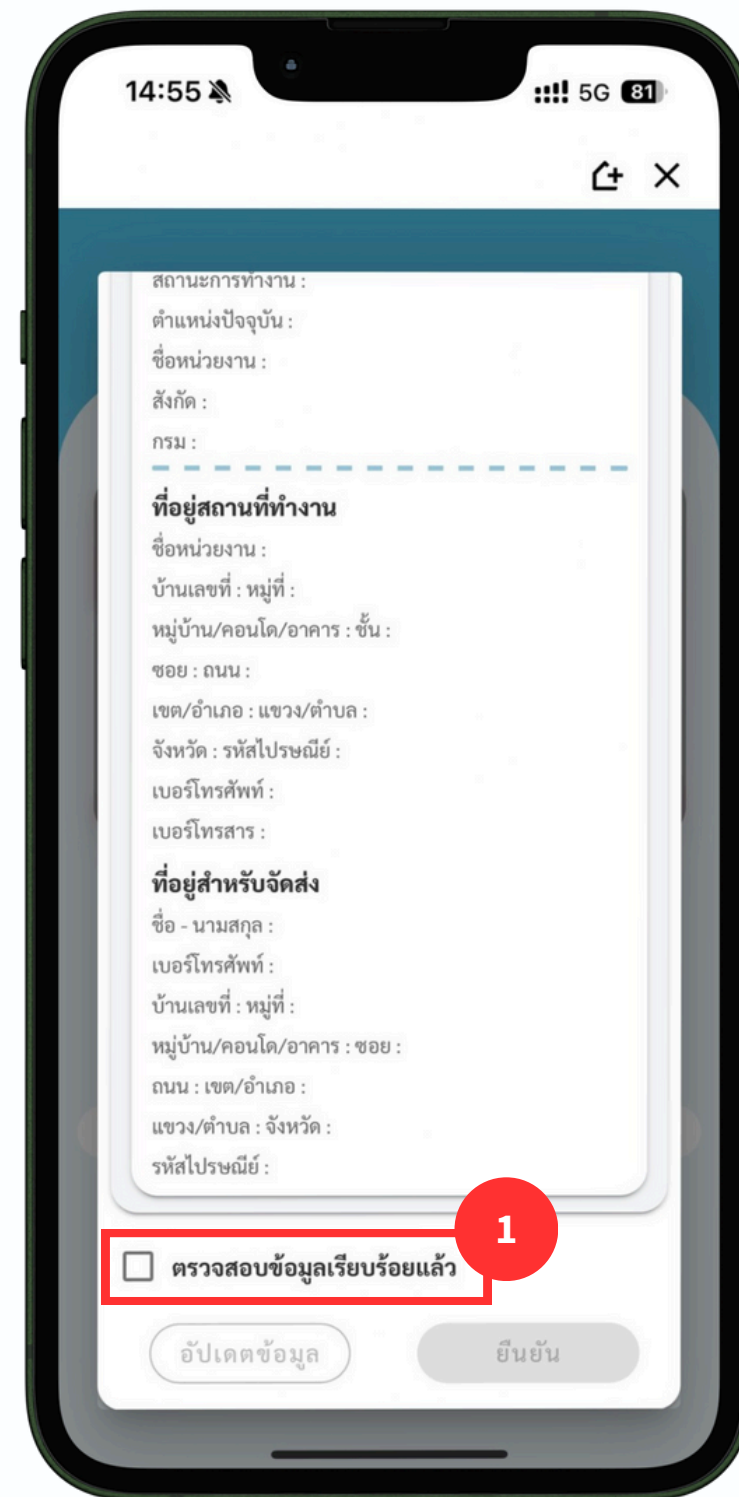 14:55
5G 81
สถานะการทำงาน :
ตำแหน่งปัจจุบัน :
ชื่อหน่วยงาน :
สังกัด :
กรม :
ที่อยู่สถานที่ทำงาน
ชื่อหน่วยงาน :
บ้านเลขที่ : หมู่ที่ :
หมู่บ้าน/คอนโด/อาคาร : ชั้น :
ซอย : ถนน :
เขต/อำเภอ : แขวง/ตำบล :
จังหวัด : รหัสไปรษณีย์ :
เบอร์โทรศัพท์ :
เบอร์โทรสาร :
ที่อยู่สำหรับจัดส่ง
ชื่อ - นามสกุล :
เบอร์โทรศัพท์ :
บ้านเลขที่ : หมู่ที่ :
หมู่บ้าน/คอนโด/อาคาร : ซอย :
ถนน : เขต/อำเภอ :
แขวง/ตำบล : จังหวัด :
รหัสไปรษณีย์ :
1
ตรวจสอบข้อมูลเรียบร้อยแล้ว
อัปเดตข้อมูล
ยืนยัน